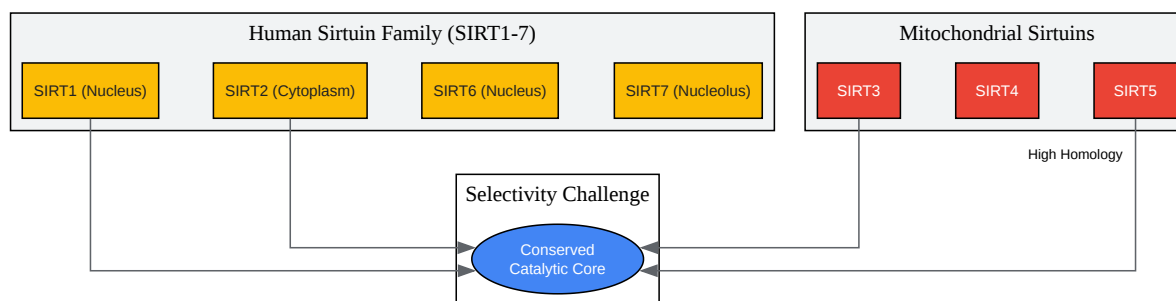 Human Sirtuin Family (SIRT1-7)
Mitochondrial Sirtuins
SIRT1 (Nucleus)
SIRT2 (Cytoplasm)
SIRT6 (Nucleus)
SIRT7 (Nucleolus)
SIRT3
SIRT4
SIRT5
High Homology
Selectivity Challenge
Conserved
Catalytic Core